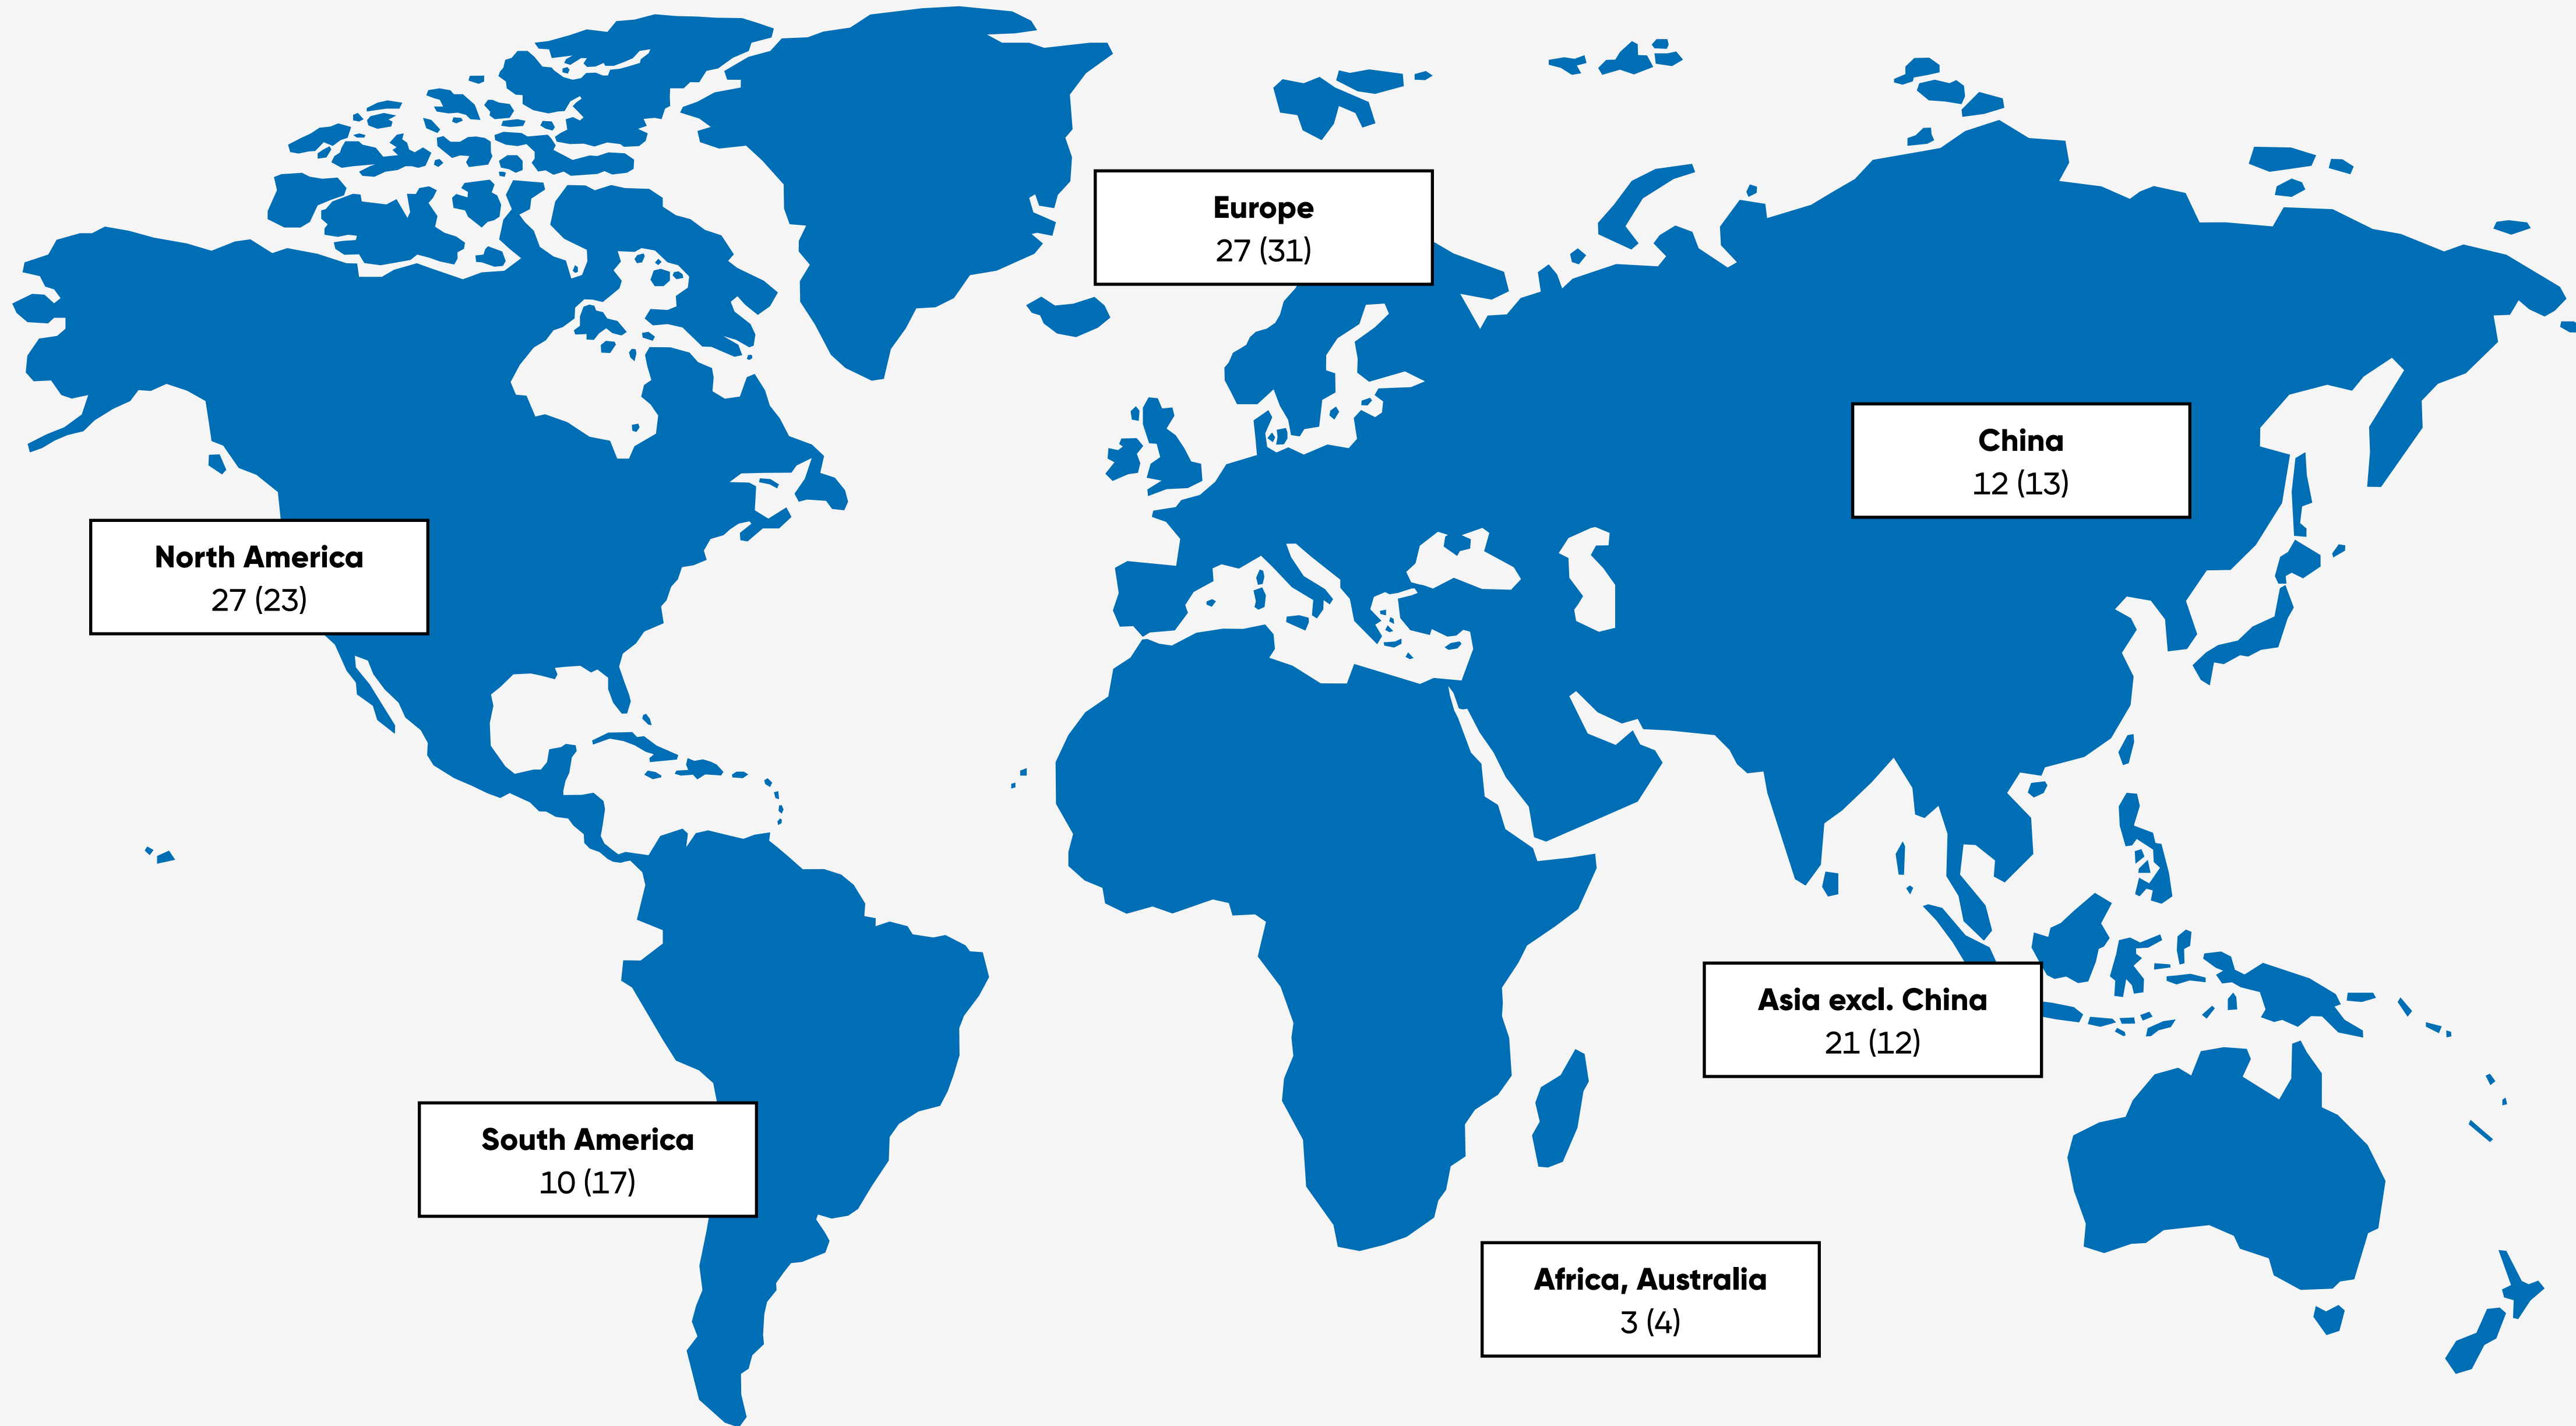 Europe
27 (31)
China
12 (13)
North America
27 (23)
Asia excl. China
21 (12)
South America
10 (17)
Africa, Australia
3 (4)